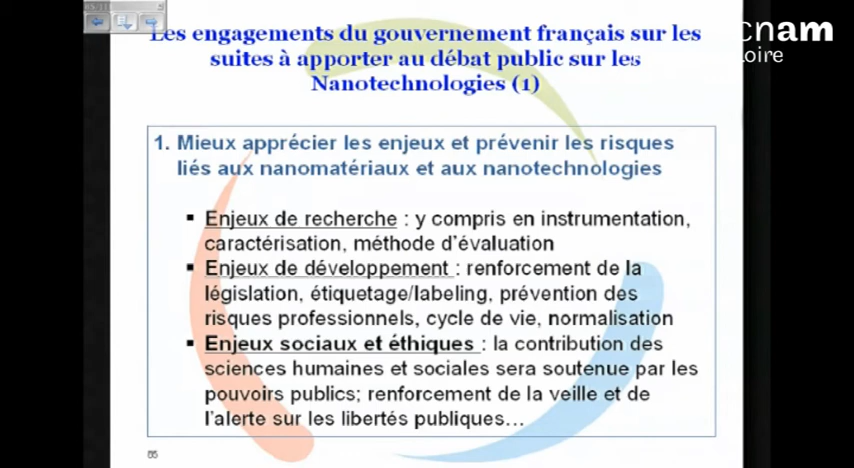 cnam
loire
Les engagements du gouvernement français sur les
suites à apporter au débat public sur les
Nanotechnologies (1)
1. Mieux apprécier les enjeux et prévenir les risques
liés aux nanomatériaux et aux nanotechnologies
▪ Enjeux de recherche : y compris en instrumentation,
caractérisation, méthode d'évaluation
▪ Enjeux de développement : renforcement de la
législation, étiquetage/labeling, prévention des
risques professionnels, cycle de vie, normalisation
▪ Enjeux sociaux et éthiques : la contribution des
sciences humaines et sociales sera soutenue par les
pouvoirs publics; renforcement de la veille et de
l'alerte sur les libertés publiques...